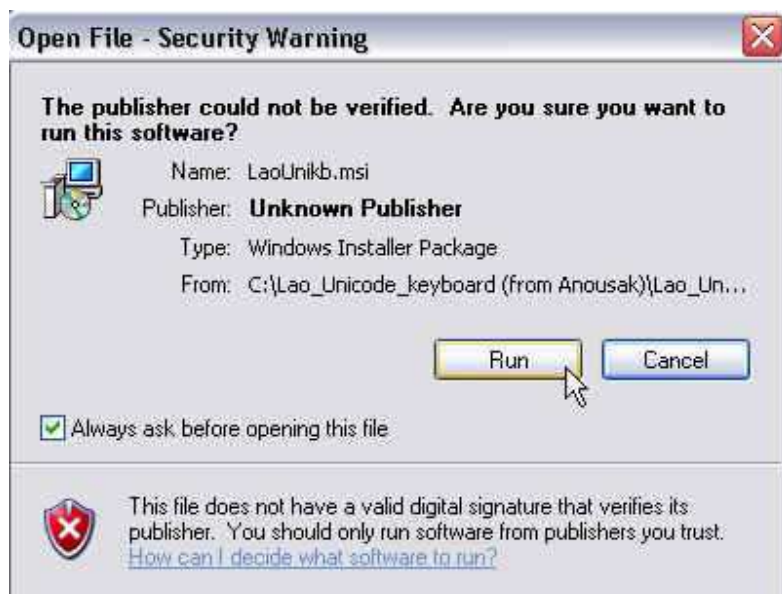 Open File - Security Warning
The publisher could not be verified. Are you sure you want to
run this software?
Name: LaoUnikb.msi
Publisher: Unknown Publisher
Type: Windows Installer Package
From: C:\Lao_Unicode_keyboard (from Anousak)\Lao_Un...
Run Cancel
Always ask before opening this file
This file does not have a valid digital signature that verifies its
publisher. You should only run software from publishers you trust.
How can I decide what software to run?